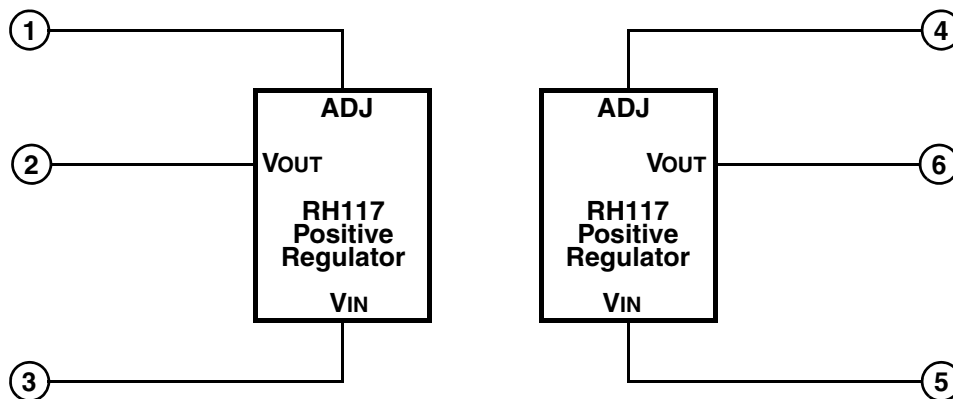 1
4
ADJ
ADJ
2
VOUT
VOUT
6
RH117
Positive
Regulator
RH117
Positive
Regulator
VIN
VIN
3
5